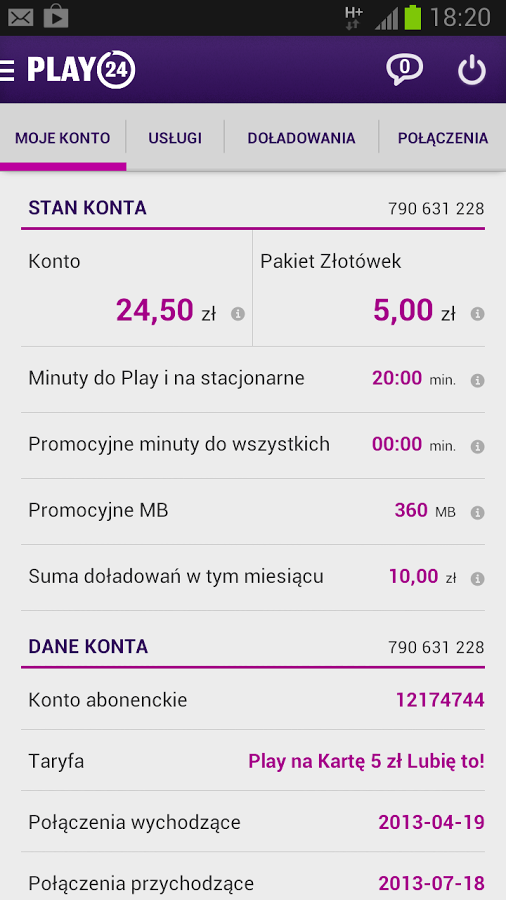 H+ 18:20
PLAY 24 0
MOJE KONTO USŁUGI DOŁADOWANIA POŁĄCZENIA
STAN KONTA 790 631 228
Konto Pakiet Złotówek
24,50 zł i 5,00 zł i
Minuty do Play i na stacjonarne 20:00 min. i
Promocyjne minuty do wszystkich 00:00 min. i
Promocyjne MB 360 MB i
Suma doładowań w tym miesiącu 10,00 zł i
DANE KONTA 790 631 228
Konto abonenckie 12174744
Taryfa Play na Kartę 5 zł Lubię to!
Połączenia wychodzące 2013-04-19
Połączenia przychodzące 2013-07-18